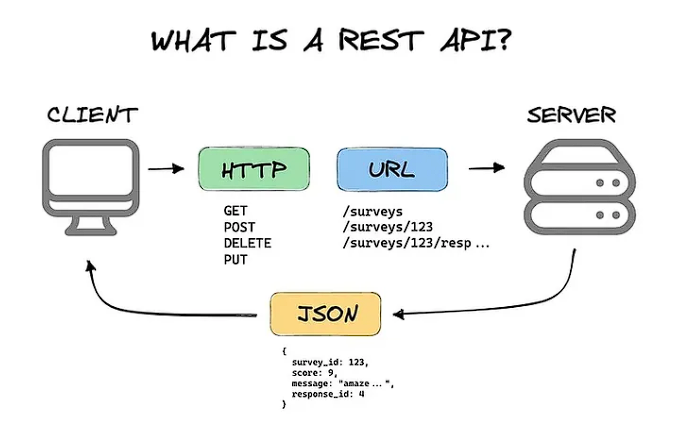 WHAT IS A REST API?
CLIENT
SERVER
HTTP
URL
GET
POST
DELETE
PUT
/surveys
/surveys/123
/surveys/123/resp...
JSON
{
survey_id: 123,
score: 9,
message: "amaze...",
response_id: 4
}